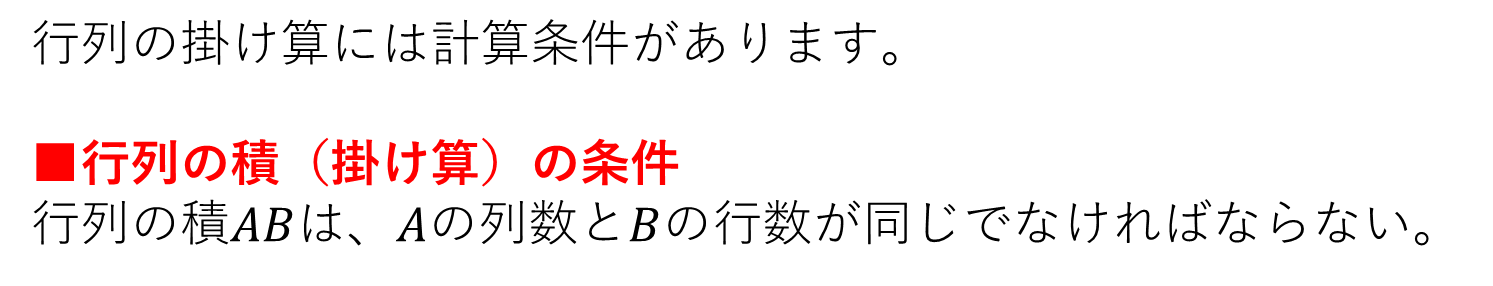 行列の掛け算には計算条件があります。
■行列の積（掛け算）の条件
行列の積ABは、Aの列数とBの行数が同じでなければならない。